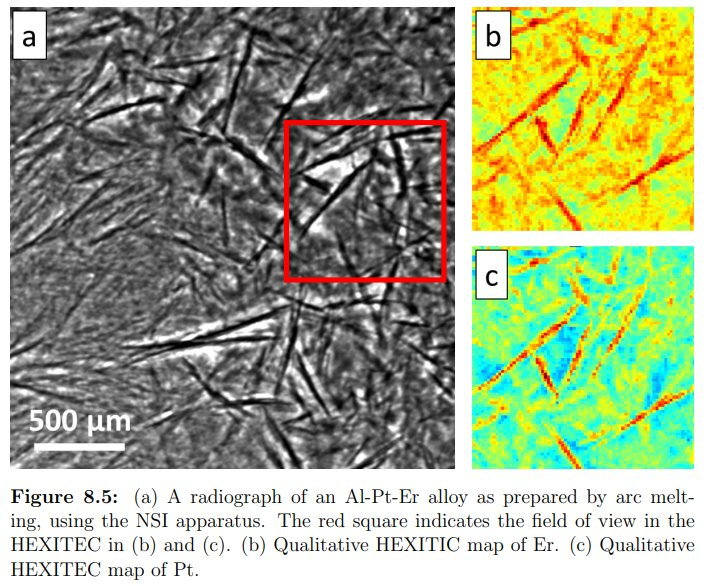 a
b
c
500 µm
Figure 8.5: (a) A radiograph of an Al-Pt-Er alloy as prepared by arc melt-
ing, using the NSI apparatus. The red square indicates the field of view in the
HEXITEC in (b) and (c). (b) Qualitative HEXITIC map of Er. (c) Qualitative
HEXITEC map of Pt.